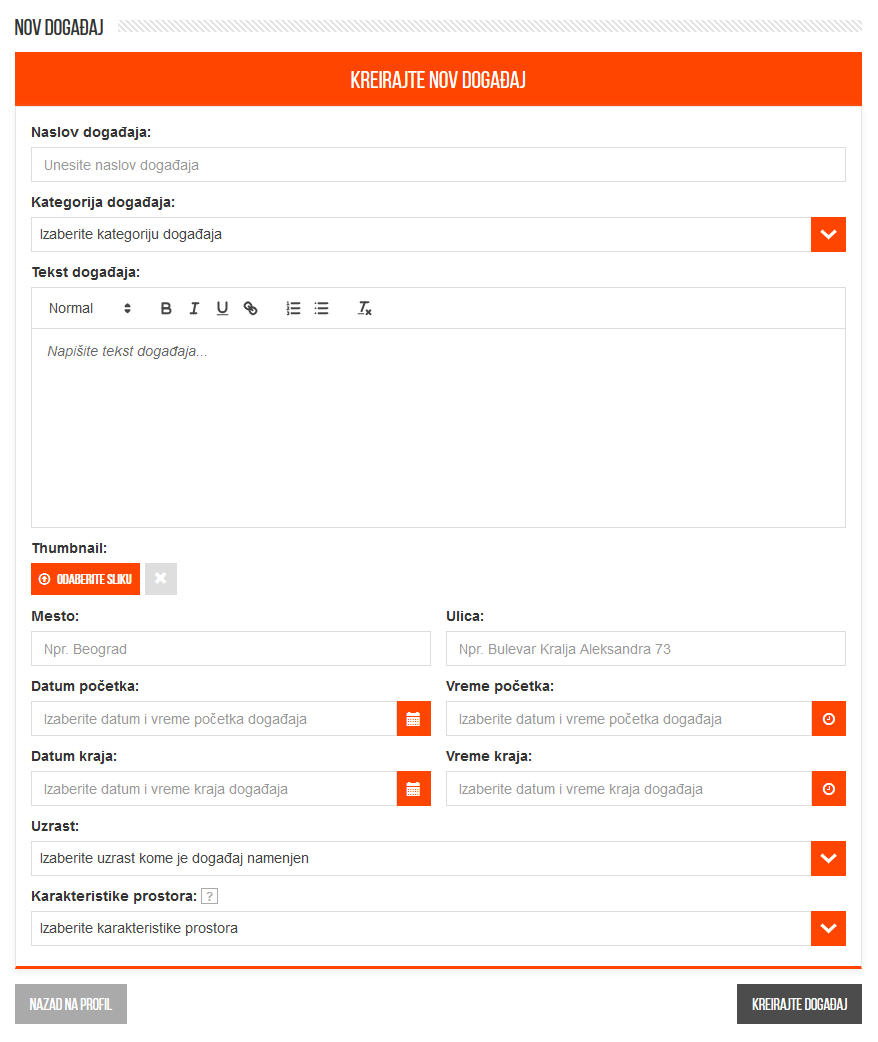 NOV DOGAĐAJ
KREIRAJTE NOV DOGAĐAJ
Naslov događaja:
Unesite naslov događaja
Kategorija događaja:
Izaberite kategoriju događaja
Tekst događaja:
Normal B I U Tx
Napišite tekst događaja...
Thumbnail:
ODABERITE SLIKU
Mesto: Ulica:
Npr. Beograd Npr. Bulevar Kralja Aleksandra 73
Datum početka: Vreme početka:
Izaberite datum i vreme početka događaja Izaberite datum i vreme početka događaja
Datum kraja: Vreme kraja:
Izaberite datum i vreme kraja događaja Izaberite datum i vreme kraja događaja
Uzrast:
Izaberite uzrast kome je događaj namenjen
Karakteristike prostora: ?
Izaberite karakteristike prostora
NAZAD NA PROFIL KREIRAJTE DOGAĐAJ